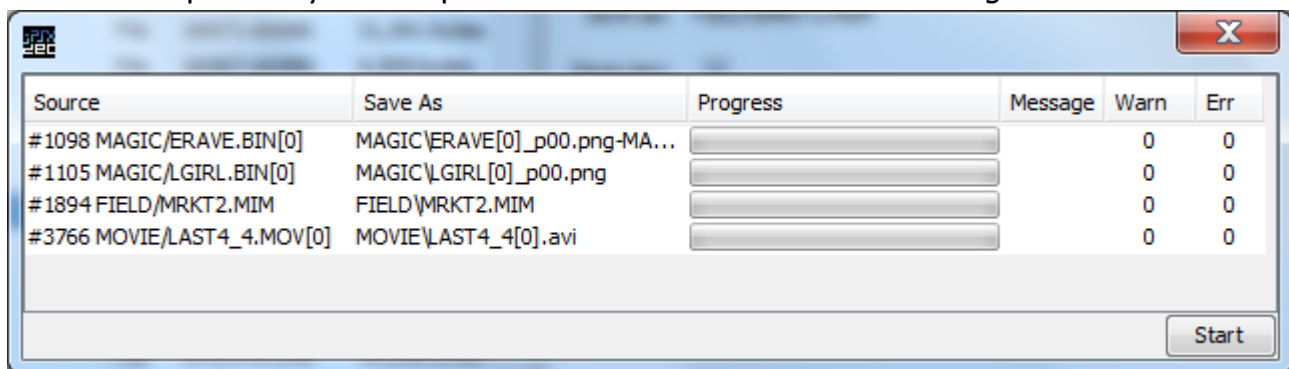 jPSX
dec
Source Save As Progress Message Warn Err
#1098 MAGIC/ERAVE.BIN[0] MAGIC\ERAVE[0]_p00.png-MA... 0 0
#1105 MAGIC/LGIRL.BIN[0] MAGIC\LGIRL[0]_p00.png 0 0
#1894 FIELD/MRKT2.MIM FIELD\MRKT2.MIM 0 0
#3766 MOVIE/LAST4_4.MOV[0] MOVIE\LAST4_4[0].avi 0 0
Start